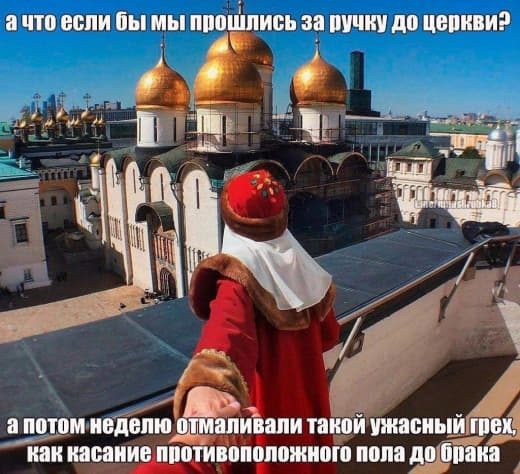 а что если бы мы прошлись за ручку до церкви?
а потом неделю отмаливали такой ужасный грех,
как касание противоположного пола до брака